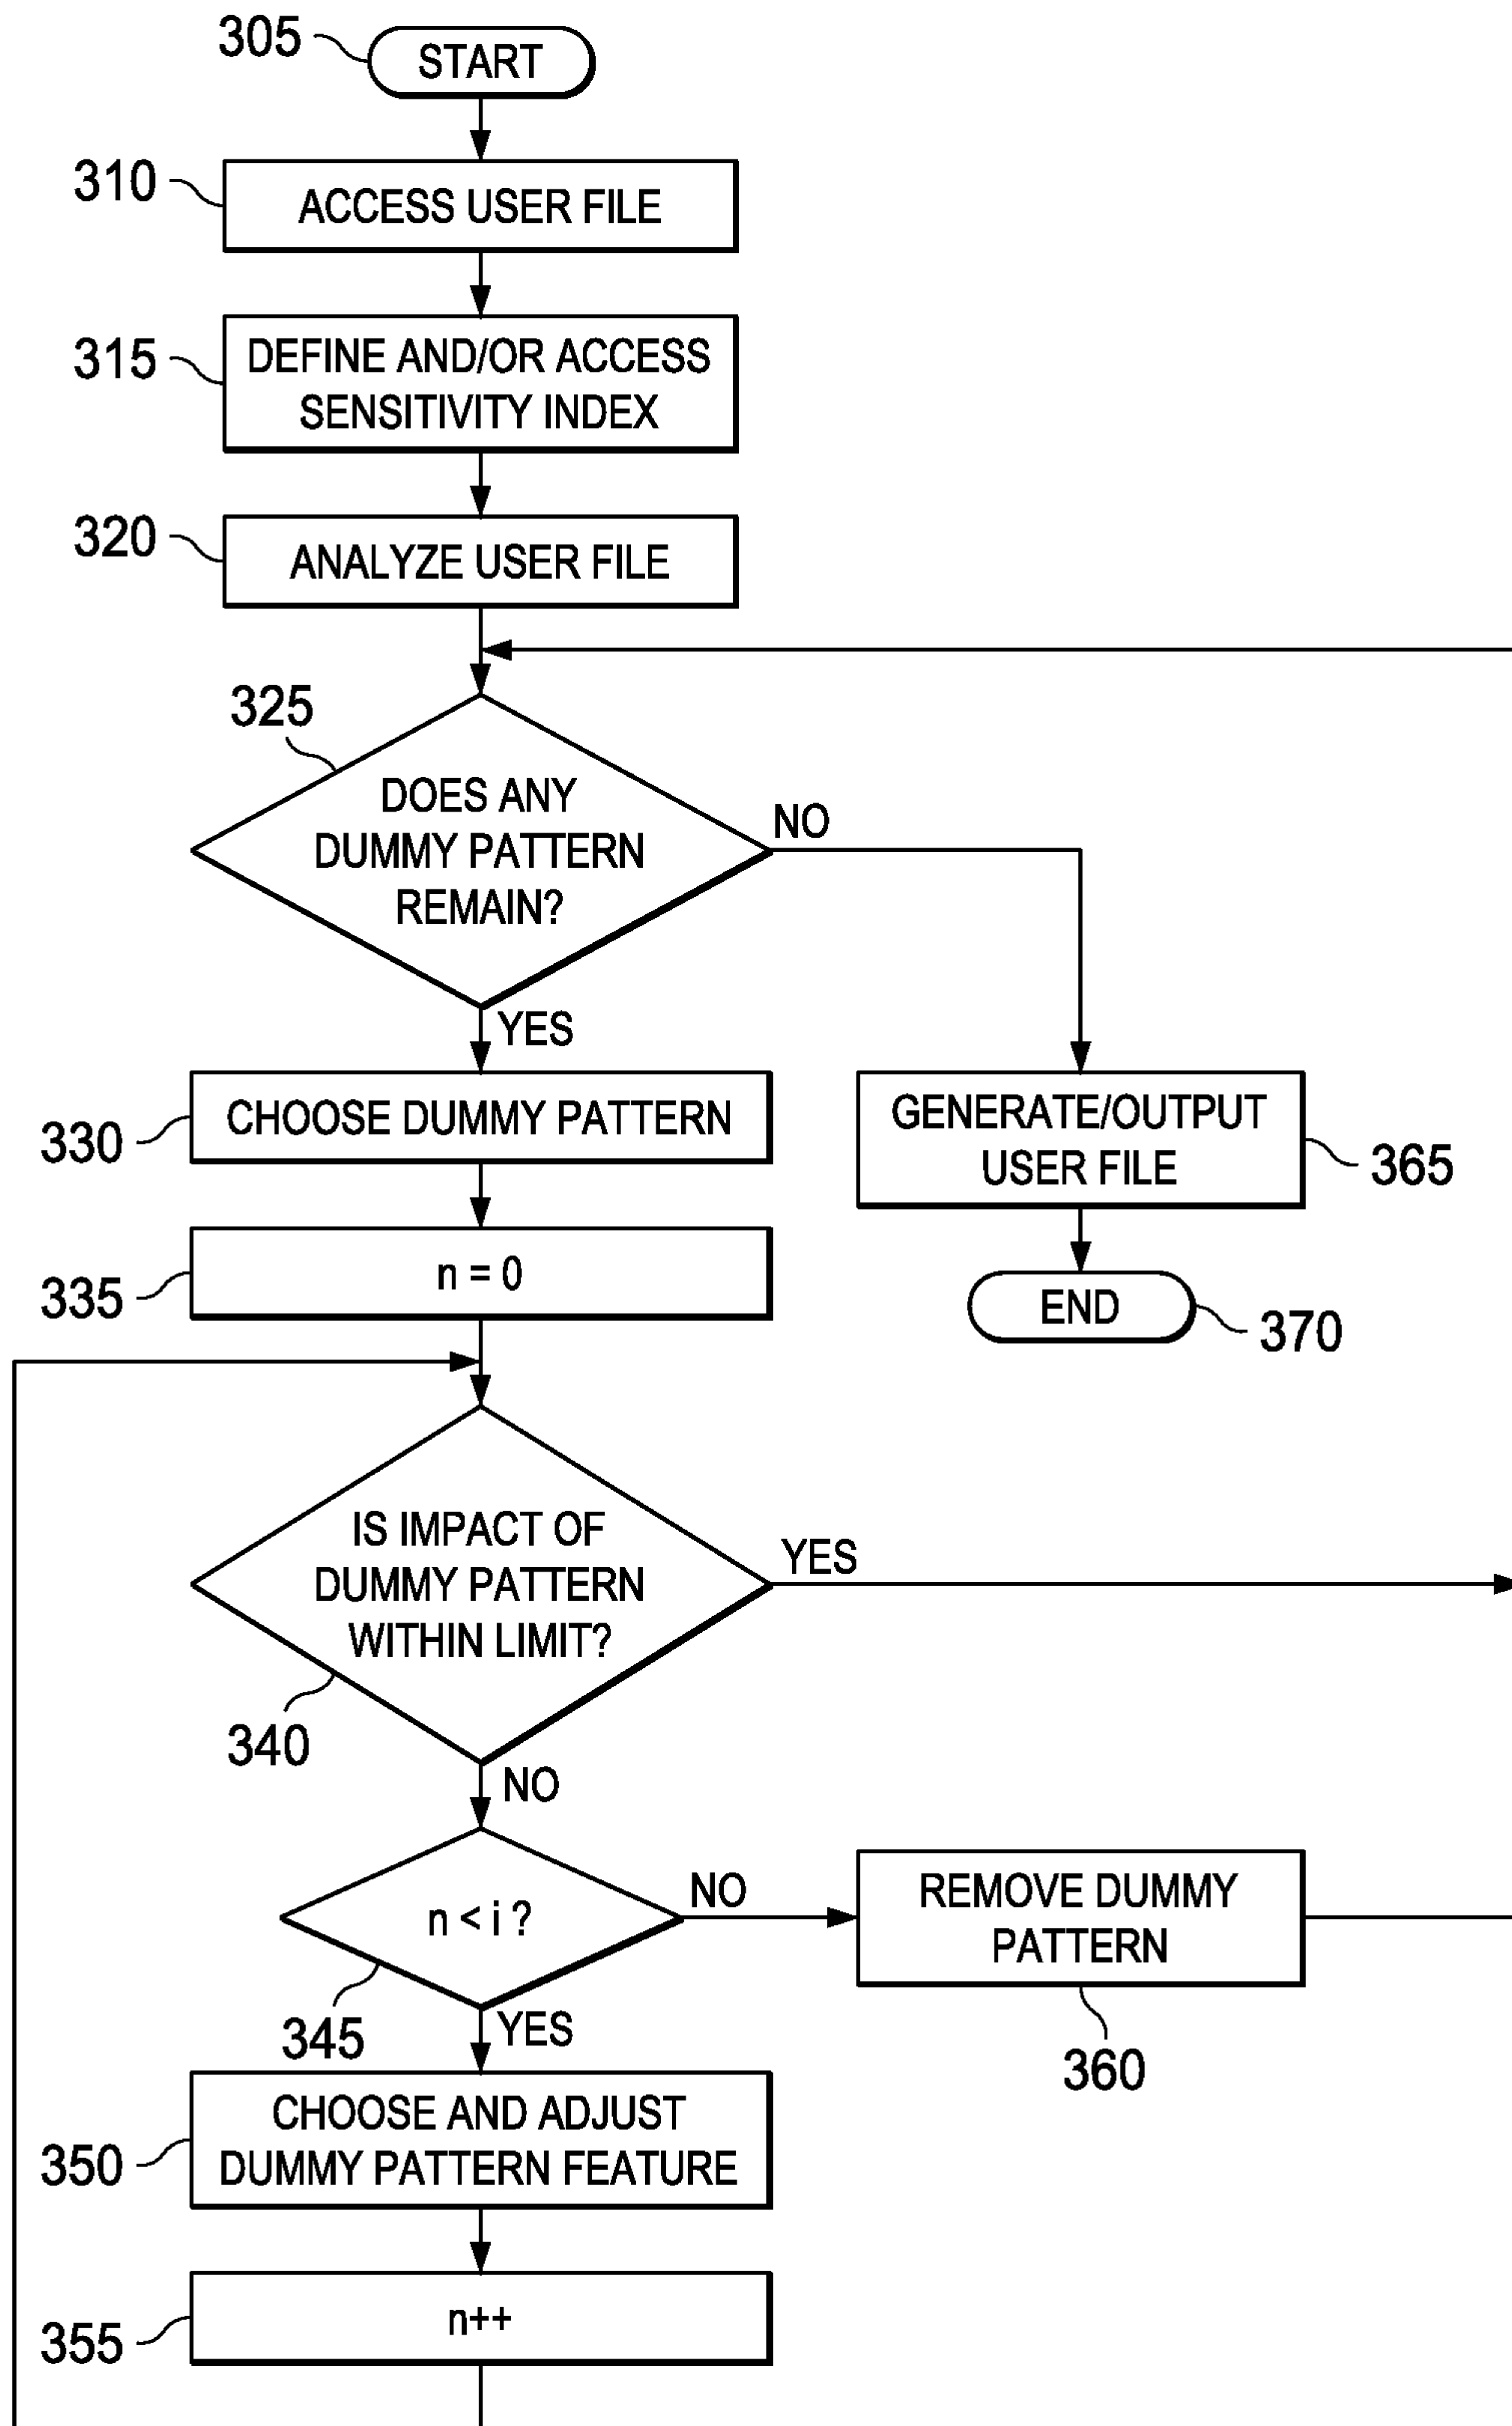 305
START
310
ACCESS USER FILE
315
DEFINE AND/OR ACCESS
SENSITIVITY INDEX
320
ANALYZE USER FILE
325
DOES ANY
DUMMY PATTERN
REMAIN?
NO
YES
330
CHOOSE DUMMY PATTERN
GENERATE/OUTPUT
USER FILE
365
335
n = 0
END
370
IS IMPACT OF
DUMMY PATTERN
WITHIN LIMIT?
YES
340
NO
n < i ?
NO
REMOVE DUMMY
PATTERN
345
YES
360
350
CHOOSE AND ADJUST
DUMMY PATTERN FEATURE
355
n++